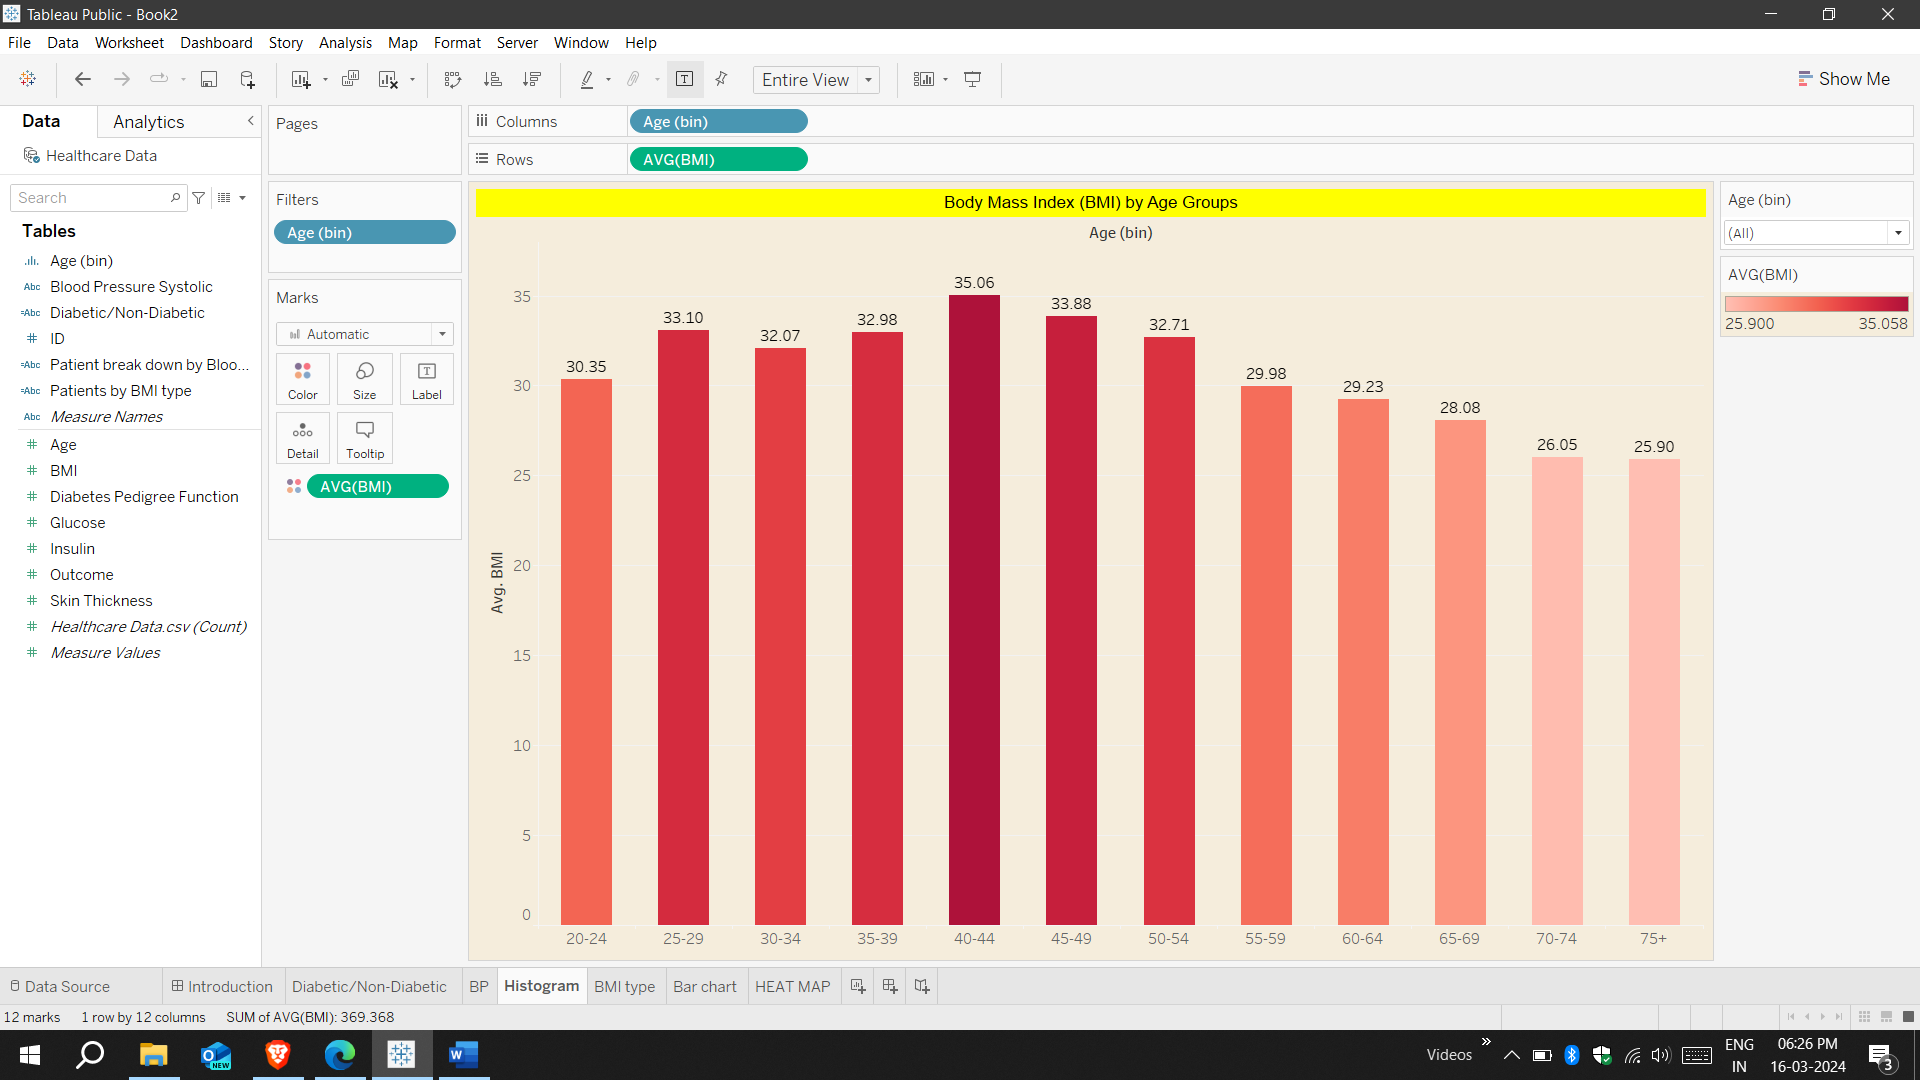 Tableau Public - Book2
File Data Worksheet Dashboard Story Analysis Map Format Server Window Help
Entire View
Show Me
Data Analytics
Healthcare Data
Search
Tables
Age (bin)
Abc Blood Pressure Systolic
=Abc Diabetic/Non-Diabetic
# ID
=Abc Patient break down by Bloo...
=Abc Patients by BMI type
Abc Measure Names
# Age
# BMI
# Diabetes Pedigree Function
# Glucose
# Insulin
# Outcome
# Skin Thickness
# Healthcare Data.csv (Count)
# Measure Values
Pages
Filters
Age (bin)
Marks
Automatic
Color Size Label
Detail Tooltip
AVG(BMI)
Columns Age (bin)
Rows AVG(BMI)
Body Mass Index (BMI) by Age Groups
Age (bin)
Avg. BMI
35
30
25
20
15
10
5
0
30.35 33.10 32.07 32.98 35.06 33.88 32.71 29.98 29.23 28.08 26.05 25.90
20-24 25-29 30-34 35-39 40-44 45-49 50-54 55-59 60-64 65-69 70-74 75+
Age (bin)
(All)
AVG(BMI)
25.900 35.058
Data Source Introduction Diabetic/Non-Diabetic BP Histogram BMI type Bar chart HEAT MAP
12 marks 1 row by 12 columns SUM of AVG(BMI): 369.368
NEW
Videos
ENG
IN
06:26 PM
16-03-2024
3